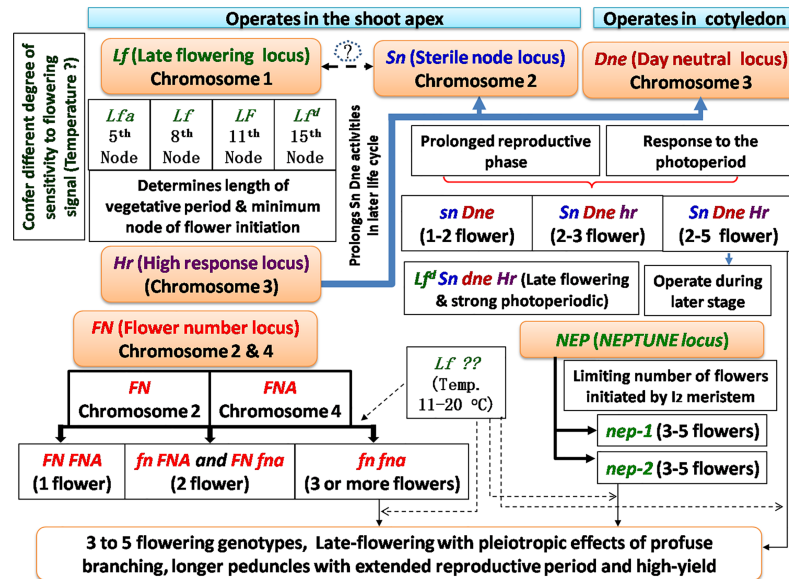 Operates in the shoot apex
Operates in cotyledon
Confer different degree of
sensitivity to flowering
signal (Temperature ?)
Lf (Late flowering locus)
Chromosome 1
?
Sn (Sterile node locus)
Chromosome 2
Dne (Day neutral locus)
Chromosome 3
Lfa
5th
Node
Lf
8th
Node
LF
11th
Node
Lfd
15th
Node
Determines length of
vegetative period & minimum
node of flower initiation
Prolongs Sn Dne activities
In later life cycle
Prolonged reproductive
phase
Response to the
photoperiod
sn Dne
(1-2 flower)
Sn Dne hr
(2-3 flower)
Sn Dne Hr
(2-5 flower)
Hr (High response locus)
(Chromosome 3)
Lfd Sn dne Hr (Late flowering
& strong photoperiodic)
Operate during
later stage
FN (Flower number locus)
Chromosome 2 & 4
NEP (NEPTUNE locus)
FN
Chromosome 2
FNA
Chromosome 4
Lf ??
(Temp.
11-20 °C)
Limiting number of flowers
initiated by I2 meristem
nep-1 (3-5 flowers)
nep-2 (3-5 flowers)
FN FNA
(1 flower)
fn FNA and FN fna
(2 flower)
fn fna
(3 or more flowers)
3 to 5 flowering genotypes, Late-flowering with pleiotropic effects of profuse
branching, longer peduncles with extended reproductive period and high-yield